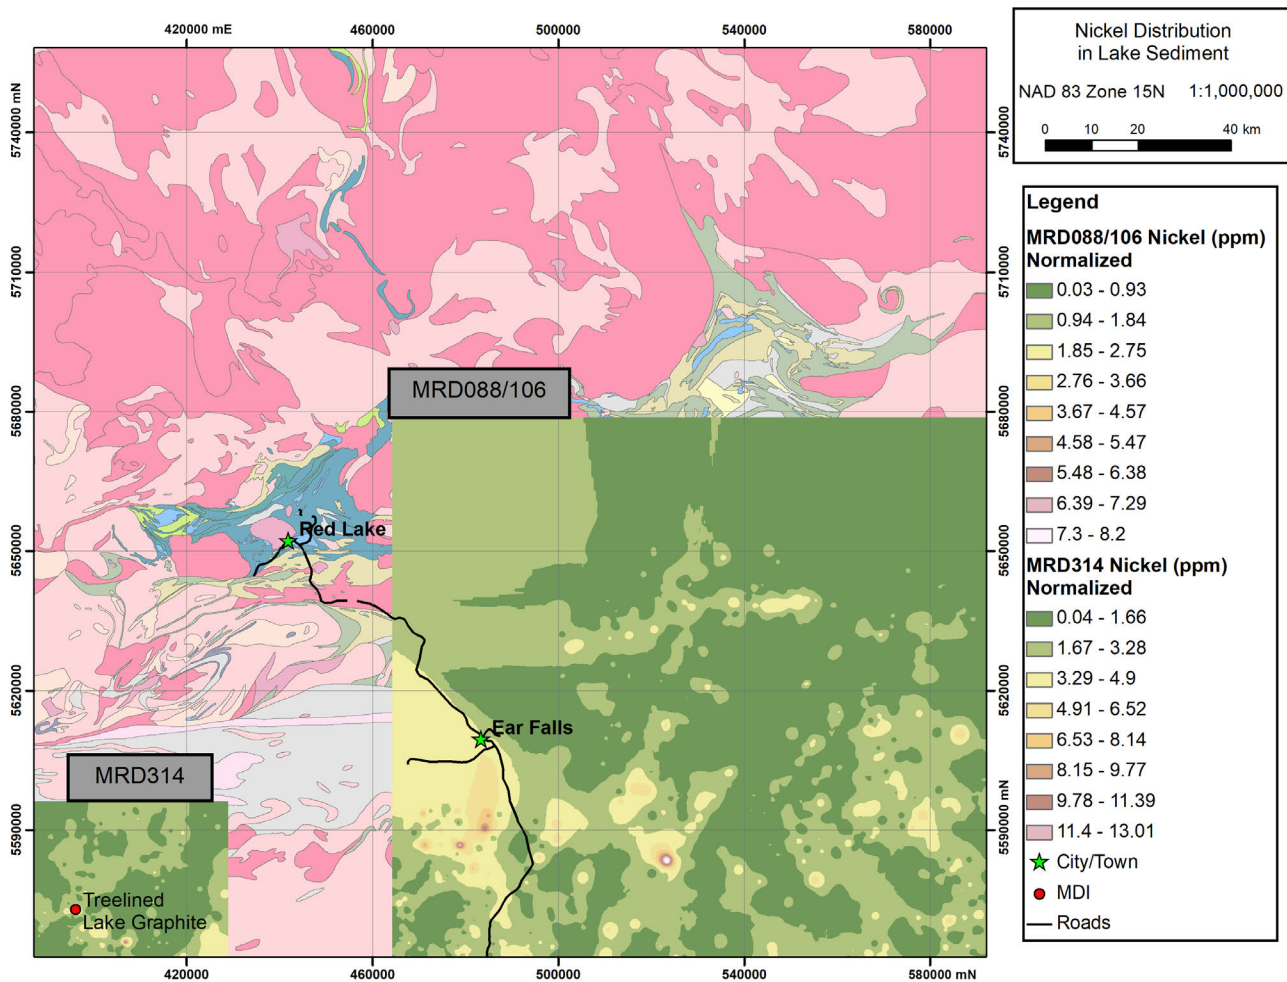 420000 mE
460000
500000
540000
580000
Nickel Distribution
in Lake Sediment
NAD 83 Zone 15N 1:1,000,000
0 10 20 40 km
5740000 mN
5740000
5710000
5710000
5680000
5680000
5650000
5650000
5620000
5620000
5590000
5590000 mN
MRD088/106
Red Lake
Ear Falls
MRD314
Treelined
Lake Graphite
420000
460000
500000
540000
580000 mN
Legend
MRD088/106 Nickel (ppm)
Normalized
0.03 - 0.93
0.94 - 1.84
1.85 - 2.75
2.76 - 3.66
3.67 - 4.57
4.58 - 5.47
5.48 - 6.38
6.39 - 7.29
7.3 - 8.2
MRD314 Nickel (ppm)
Normalized
0.04 - 1.66
1.67 - 3.28
3.29 - 4.9
4.91 - 6.52
6.53 - 8.14
8.15 - 9.77
9.78 - 11.39
11.4 - 13.01
City/Town
MDI
Roads